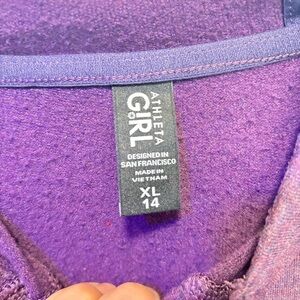 ATHLETA
GIRL
DESIGNED IN
SAN FRANCISCO
MADE IN
VIETNAM
XL
14